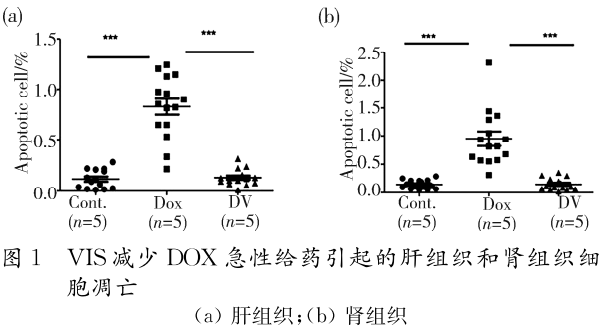 (a)
(b)
***
***
***
***
Apoptotic cell/%
1.5
1.0
0.5
0.0
Cont.
Dox
DV
(n=5)
(n=5)
(n=5)
Apoptotic cell/%
2.5
2.0
1.5
1.0
0.5
0.0
Cont.
Dox
DV
(n=5)
(n=5)
(n=5)
图 1 VIS 减少 DOX 急性给药引起的肝组织和肾组织细
胞凋亡
(a) 肝组织;(b) 肾组织